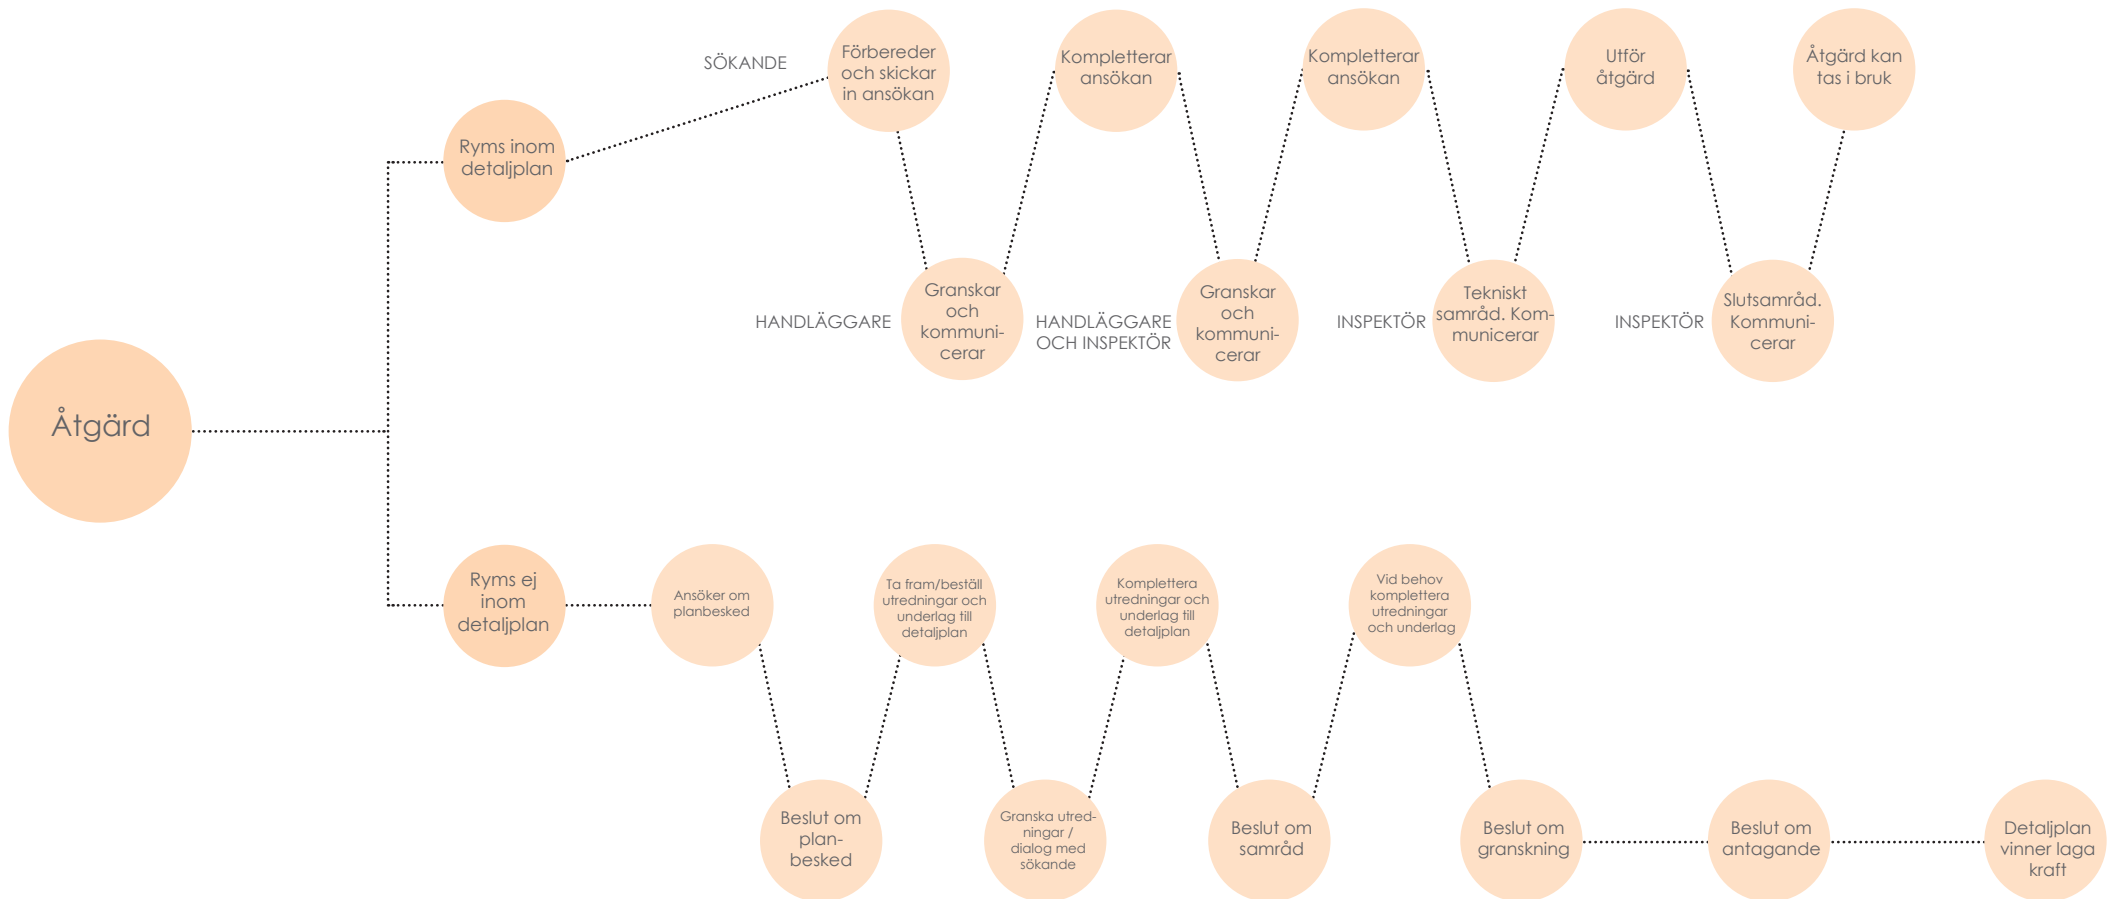 Åtgärd
Ryms inom
detaljplan
SÖKANDE
Förbereder
och skickar
in ansökan
HANDLÄGGARE
Granskar
och
kommuni-
cerar
Kompletterar
ansökan
HANDLÄGGARE
OCH INSPEKTÖR
Granskar
och
kommuni-
cerar
Kompletterar
ansökan
INSPEKTÖR
Tekniskt
samråd. Kom-
municerar
Utför
åtgärd
INSPEKTÖR
Slutsamråd.
Kommuni-
cerar
Åtgärd kan
tas i bruk
Ryms ej
inom
detaljplan
Ansöker om
planbesked
Beslut om
plan-
besked
Ta fram/beställ
utredningar och
underlag till
detaljplan
Granska utred-
ningar /
dialog med
sökande
Komplettera
utredningar och
underlag till
detaljplan
Beslut om
samråd
Vid behov
komplettera
utredningar
och underlag
Beslut om
granskning
Beslut om
antagande
Detaljplan
vinner laga
kraft